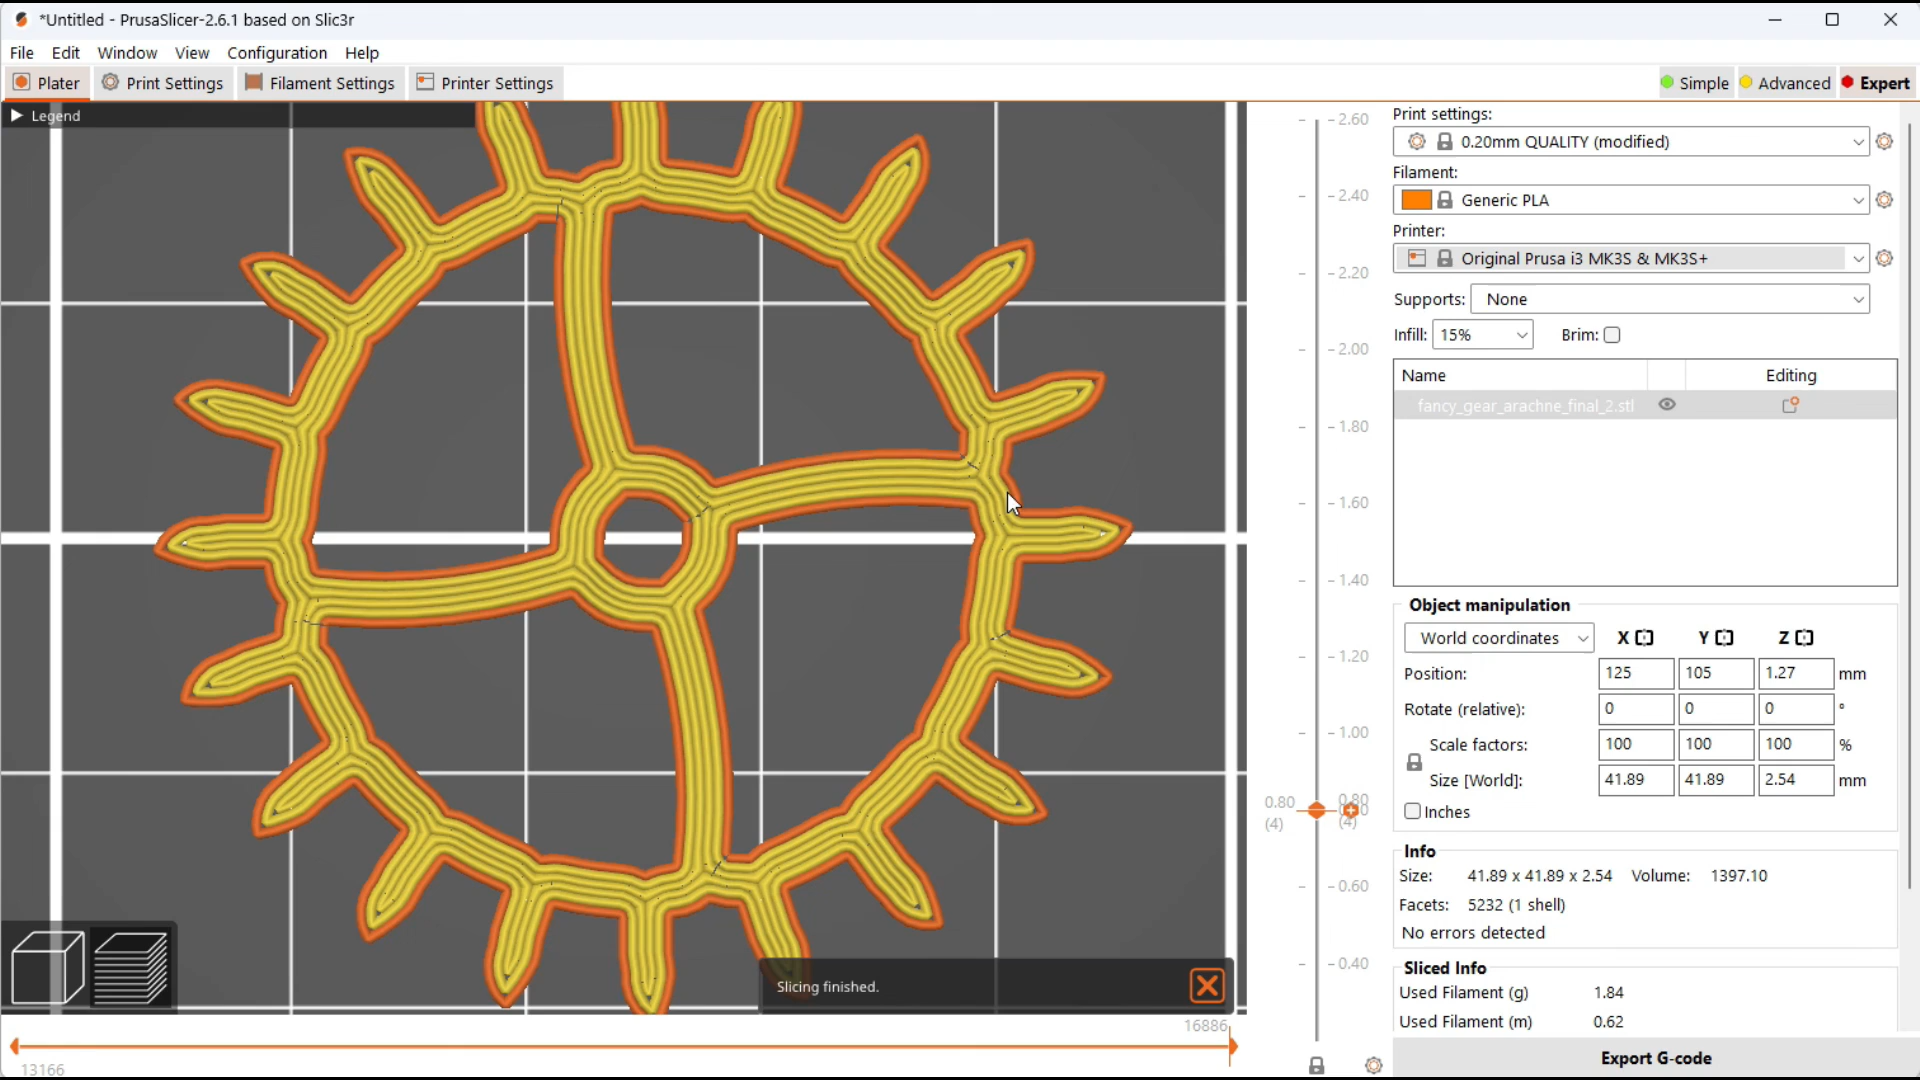 *Untitled - PrusaSlicer-2.6.1 based on Slic3r
File Edit Window View Configuration Help
Plater Print Settings Filament Settings Printer Settings Simple Advanced Expert
Legend
2.60
2.40
2.20
2.00
1.80
1.60
1.40
1.20
1.00
0.80
(4)
(4)
0.60
0.40
Print settings:
0.20mm QUALITY (modified)
Filament:
Generic PLA
Printer:
Original Prusa i3 MK3S & MK3S+
Supports: None
Infill: 15% Brim:
Name Editing
fancy_gear_arachne_final_2.stl
Object manipulation
World coordinates X Y Z
Position: 125 105 1.27 mm
Rotate (relative): 0 0 0 °
Scale factors: 100 100 100 %
Size [World]: 41.89 41.89 2.54 mm
Inches
Info
Size: 41.89 x 41.89 x 2.54 Volume: 1397.10
Facets: 5232 (1 shell)
No errors detected
Sliced Info
Used Filament (g) 1.84
Used Filament (m) 0.62
Export G-code
Slicing finished.
16886
13166